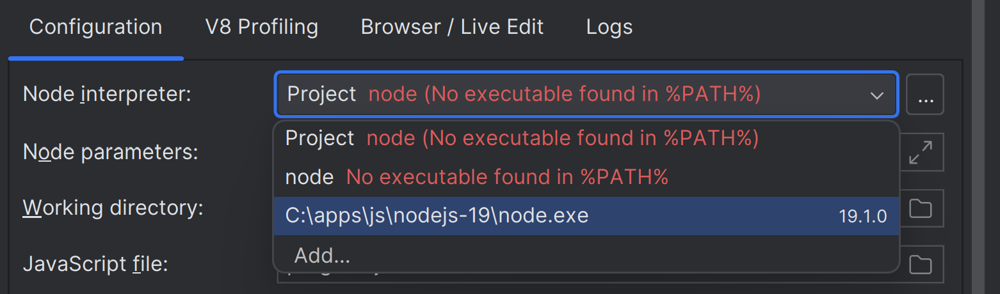 Configuration V8 Profiling Browser / Live Edit Logs
Node interpreter: Project node (No executable found in %PATH%) ...
Project node (No executable found in %PATH%)
Node parameters:
node No executable found in %PATH%
Working directory: C:\apps\js\nodejs-19\node.exe 19.1.0
Add...
JavaScript file: